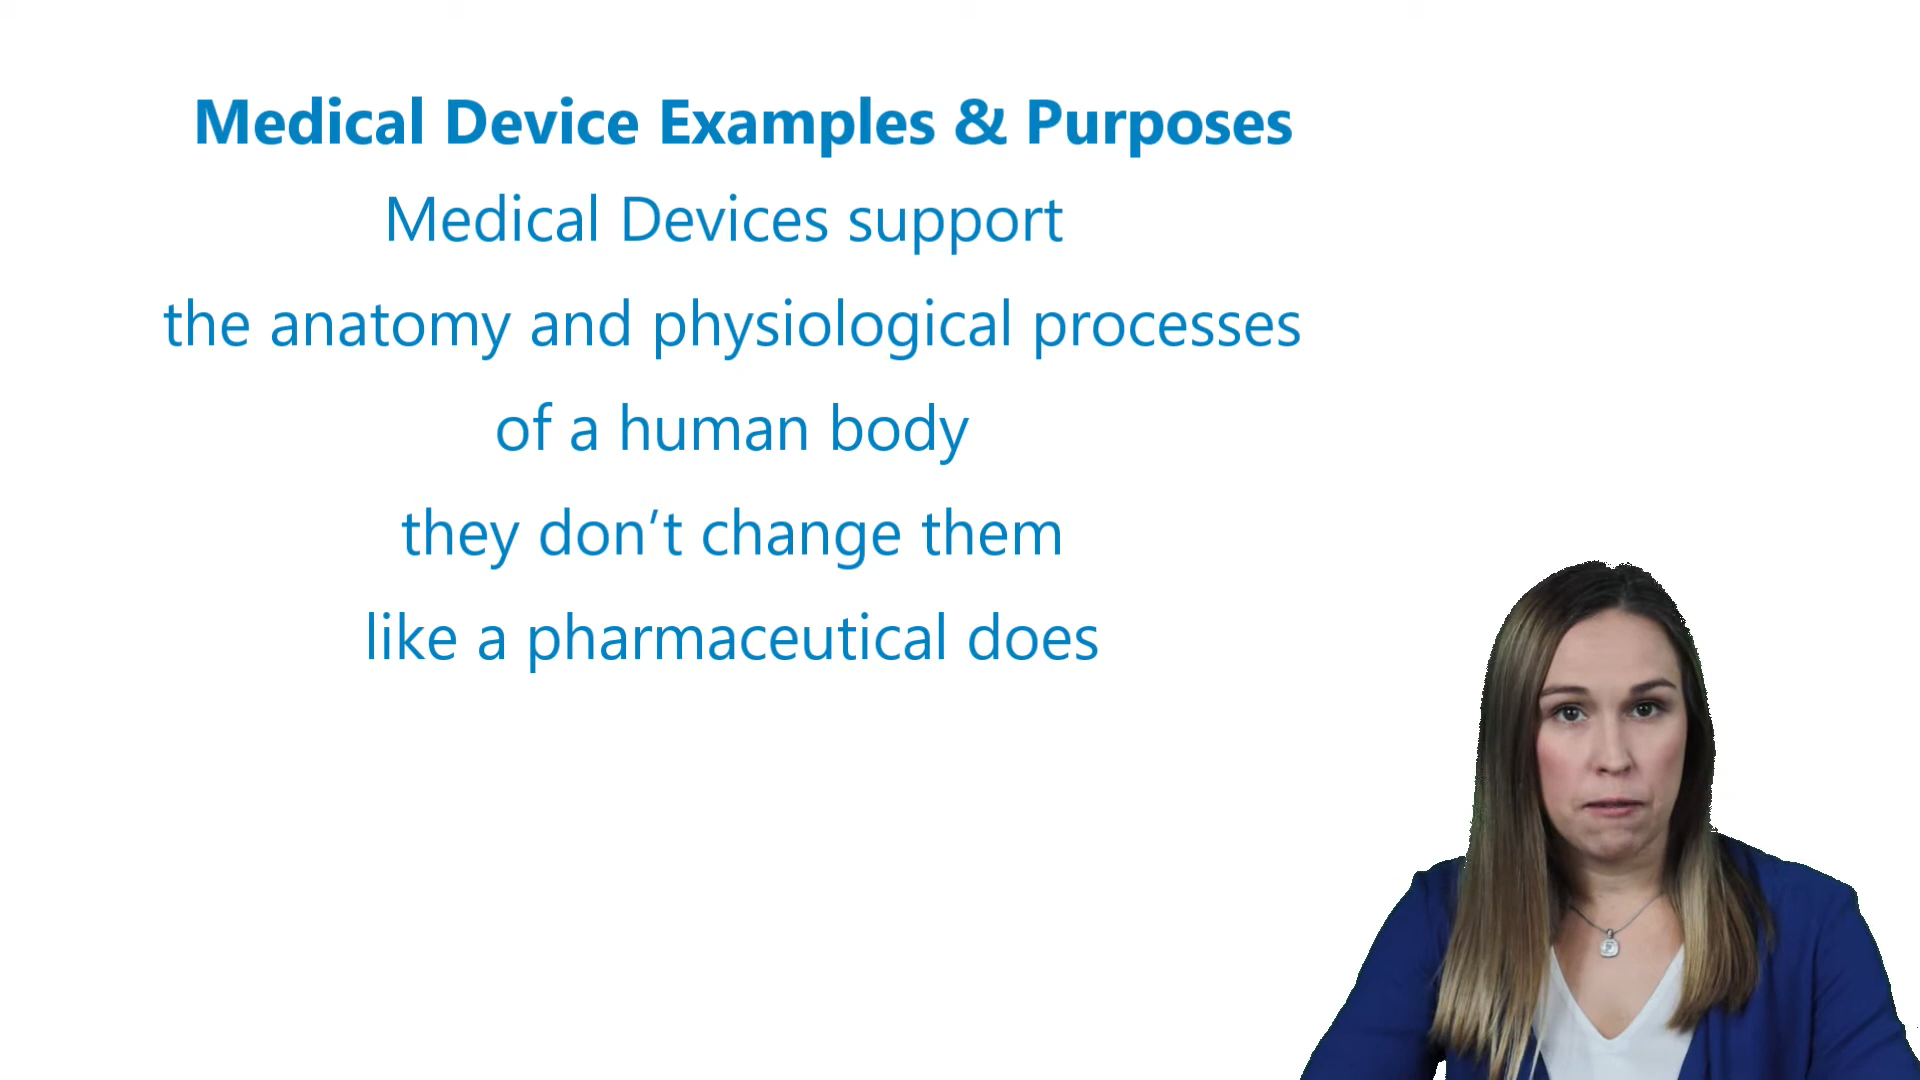 Medical Device Examples & Purposes
Medical Devices support
the anatomy and physiological processes
of a human body
they don’t change them
like a pharmaceutical does